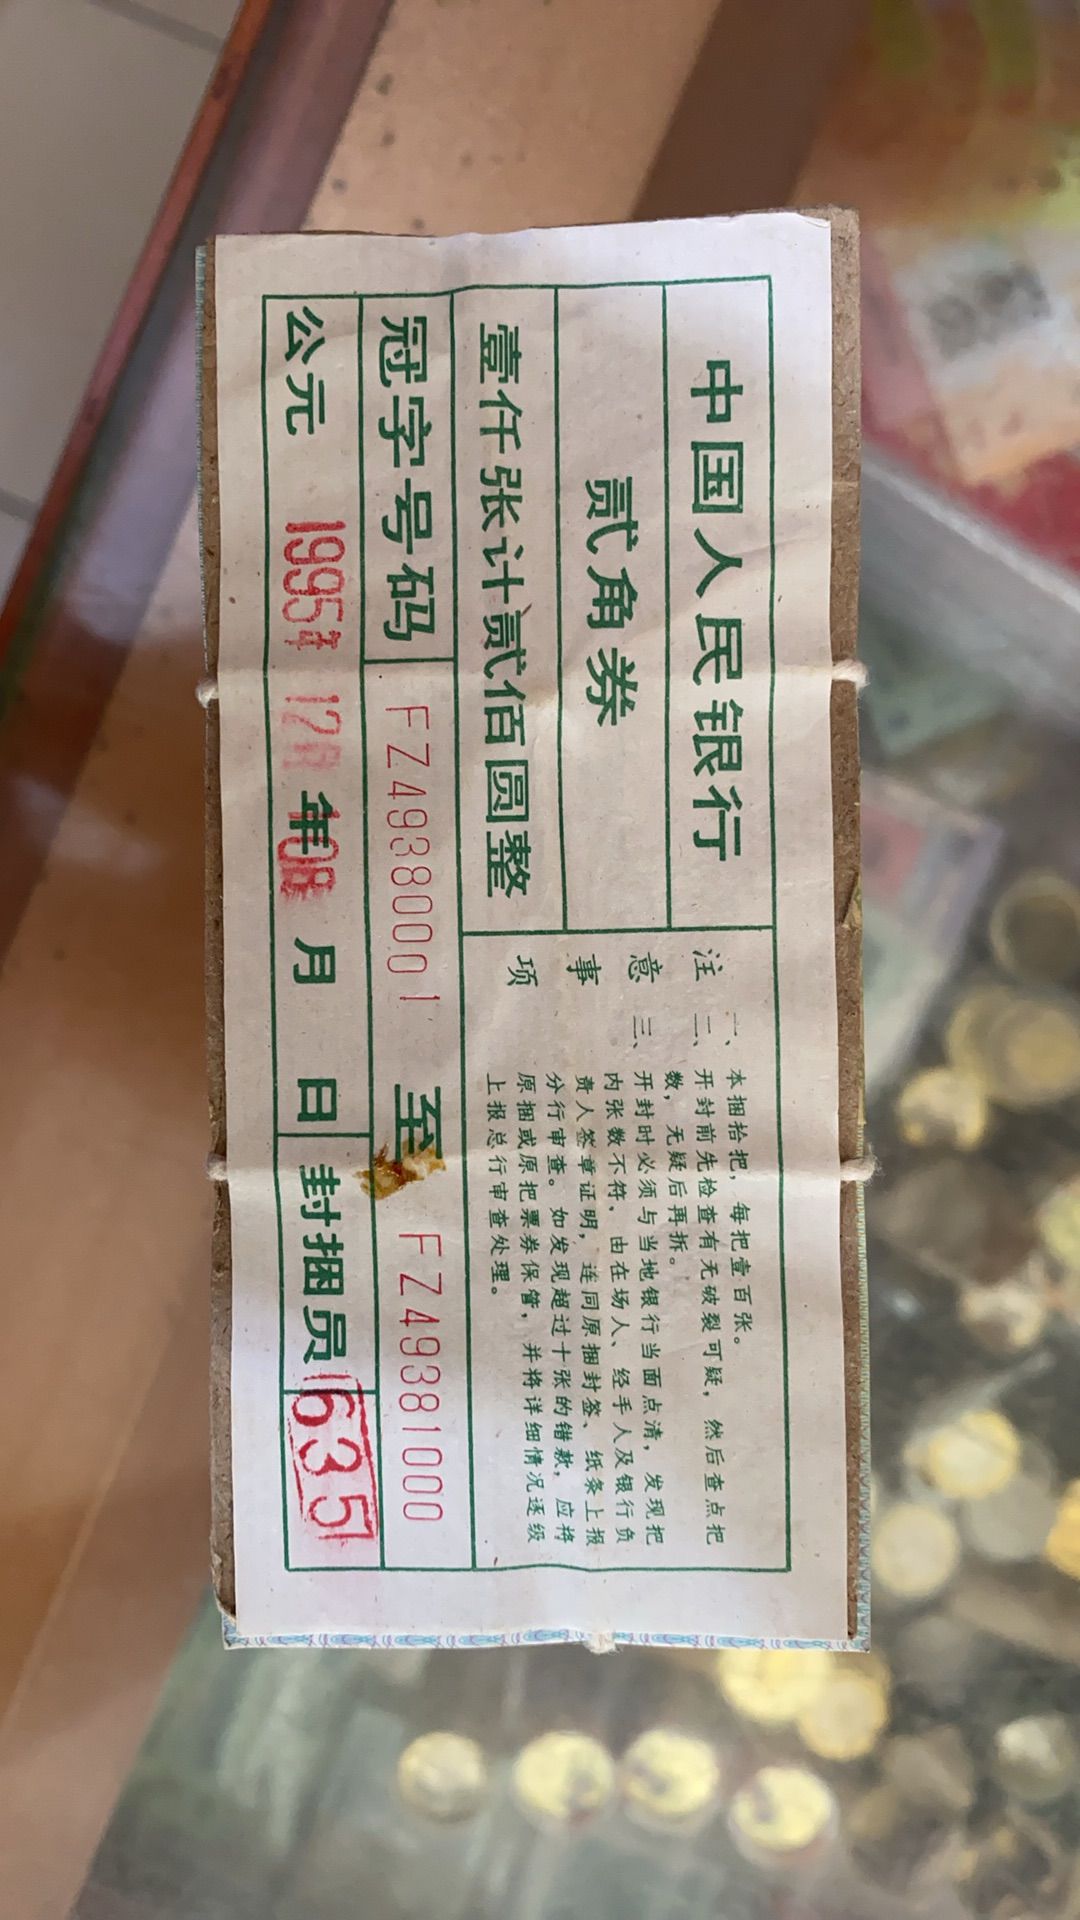 中国人民银行
贰角券
壹仟张计贰佰圆整
冠字号码 FZ49380001 至 FZ49381000
公元 1995年 12月 年08 月 日 封捆员 1635
注意事项
一、本捆拾把，每把壹百张。
二、开封前先检查有无破裂可疑，然后查点把
数，无疑后再拆。
三、开封时必须与当地银行当面点清，发现把
内张数不符，由在场人、经手人及银行负
责人签章证明，连同原捆封签、纸条上报
分行审查。如发现超过十张的错款，应将
原捆或原把票券保管，并将详细情况逐级
上报总行审查处理。